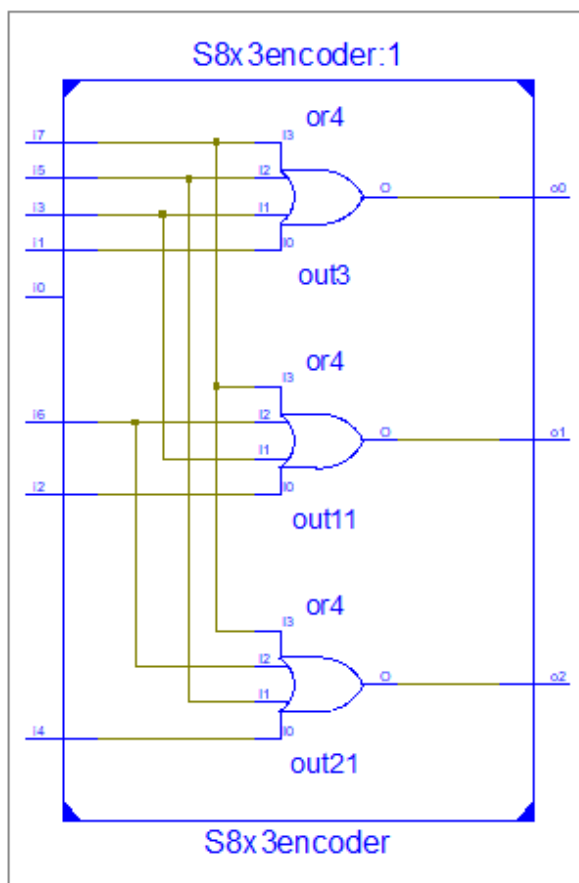 S8x3encoder:1
or4
i7 I3
i5 I2
O o0
i3 I1
i1 I0
out3
i0
or4
I3
i6 I2
O o1
I1
i2 I0
out11
or4
I3
I2
O o2
I1
i4 I0
out21
S8x3encoder